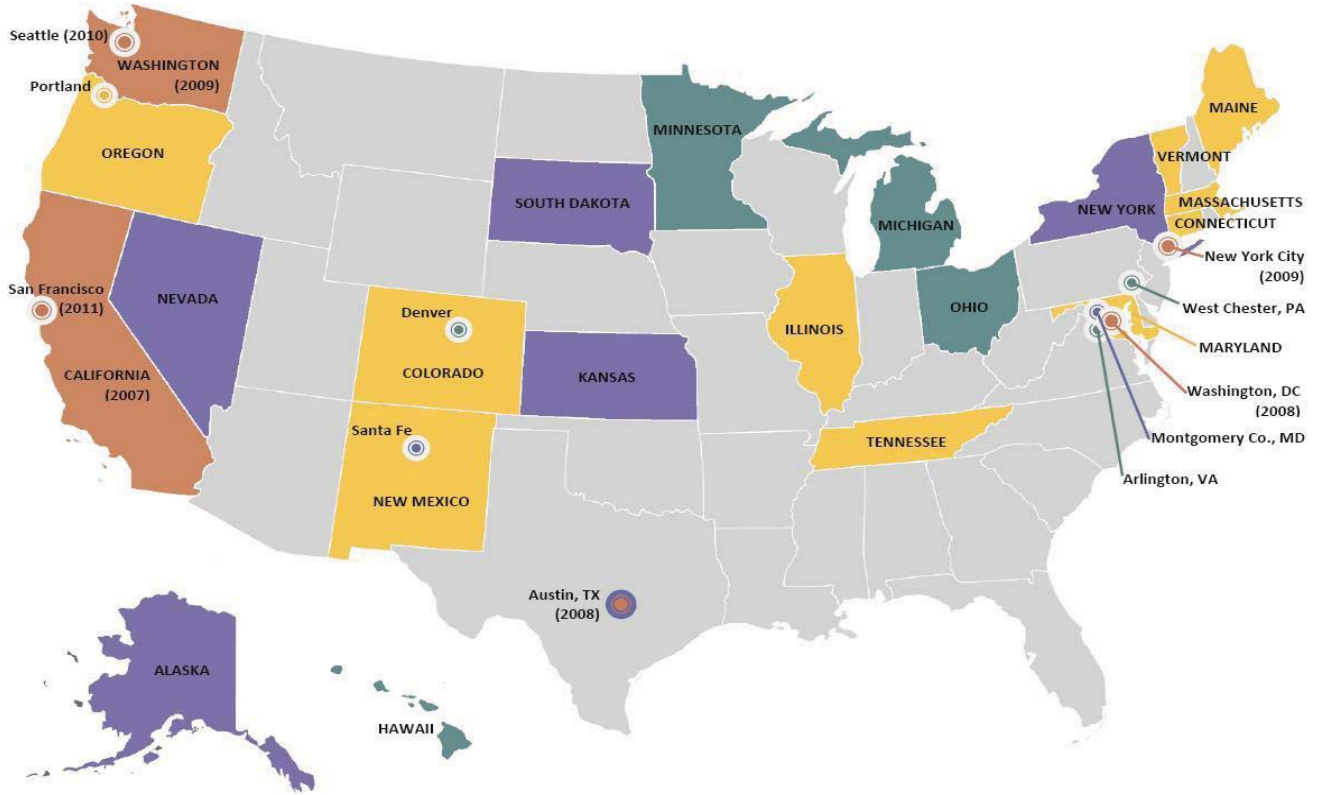 Seattle (2010)
WASHINGTON
(2009)
Portland
OREGON
San Francisco
(2011)
CALIFORNIA
(2007)
NEVADA
SOUTH DAKOTA
MINNESOTA
MICHIGAN
Denver
COLORADO
KANSAS
ILLINOIS
OHIO
Santa Fe
NEW MEXICO
TENNESSEE
MAINE
VERMONT
NEW YORK
MASSACHUSETTS
CONNECTICUT
New York City
(2009)
West Chester, PA
MARYLAND
Washington, DC
(2008)
Montgomery Co., MD
Arlington, VA
Austin, TX
(2008)
ALASKA
HAWAII